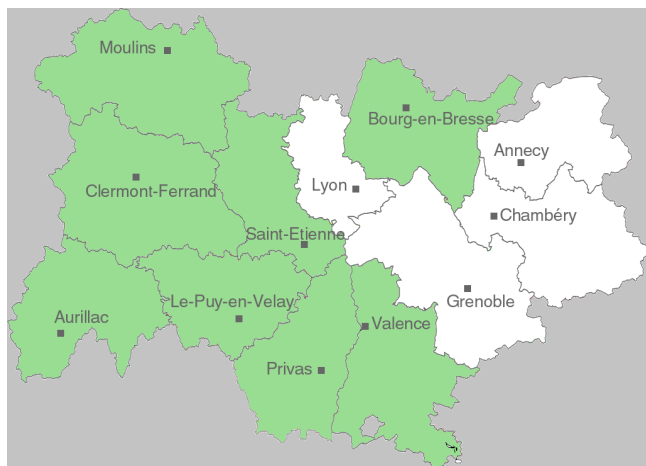 Moulins
Bourg-en-Bresse
Annecy
Clermont-Ferrand
Lyon
Chambéry
Saint-Etienne
Le-Puy-en-Velay
Grenoble
Aurillac
Valence
Privas